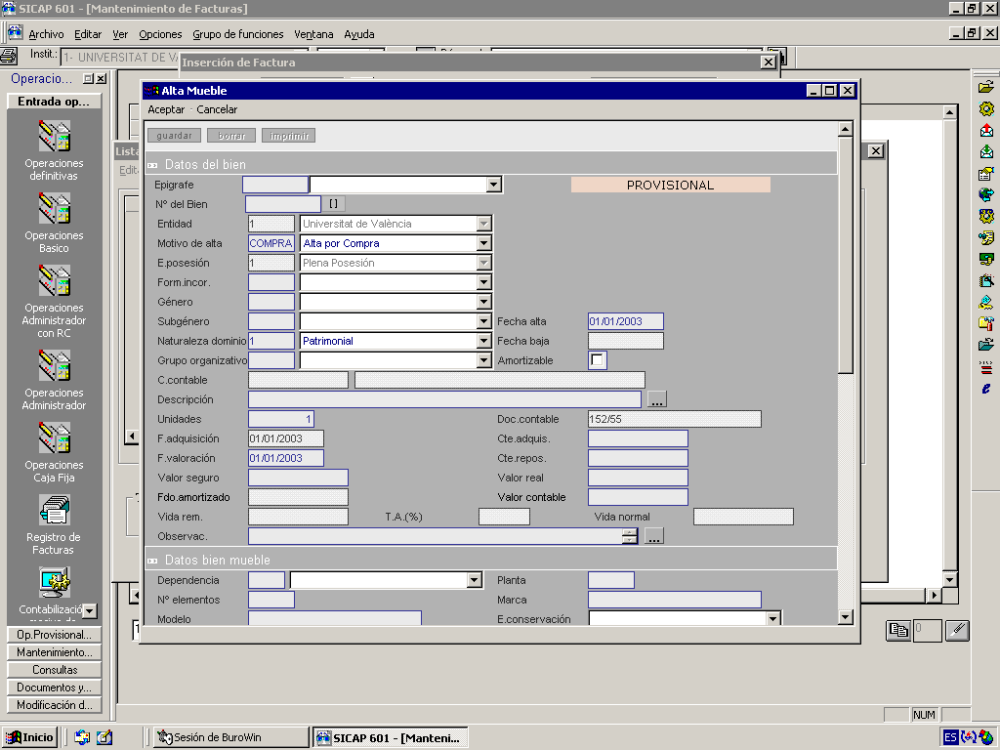 SICAP 601 - [Mantenimiento de Facturas]
Archivo Editar Ver Opciones Grupo de funciones Ventana Ayuda
Instit.: 1- UNIVERSITAT DE
Inserción de Factura
Operacio...
Entrada op...
Operaciones definitivas
Operaciones Basico
Operaciones Administrador con RC
Operaciones Administrador
Operaciones Caja Fija
Registro de Facturas
Op.Provisional...
Mantenimiento...
Consultas
Documentos y...
Modificación d...
Alta Mueble
Aceptar Cancelar
guardar borrar imprimir
Datos del bien
Epigrafe PROVISIONAL
Nº del Bien [ ]
Entidad 1 Universitat de València
Motivo de alta COMPRA Alta por Compra
E.posesión 1 Plena Posesión
Form.incor.
Género
Subgénero Fecha alta 01/01/2003
Naturaleza dominio 1 Patrimonial Fecha baja
Grupo organizativo Amortizable
C.contable
Descripción ...
Unidades 1 Doc.contable 152/55
F.adquisición 01/01/2003 Cte.adquis.
F.valoración 01/01/2003 Cte.repos.
Valor seguro Valor real
Fdo.amortizado Valor contable
Vida rem. T.A.(%) Vida normal
Observac. ...
Datos bien mueble
Dependencia Planta
Nº elementos Marca
Modelo E.conservación
0
NUM
Inicio Sesión de BuroWin SICAP 601 - [Manteni... ES